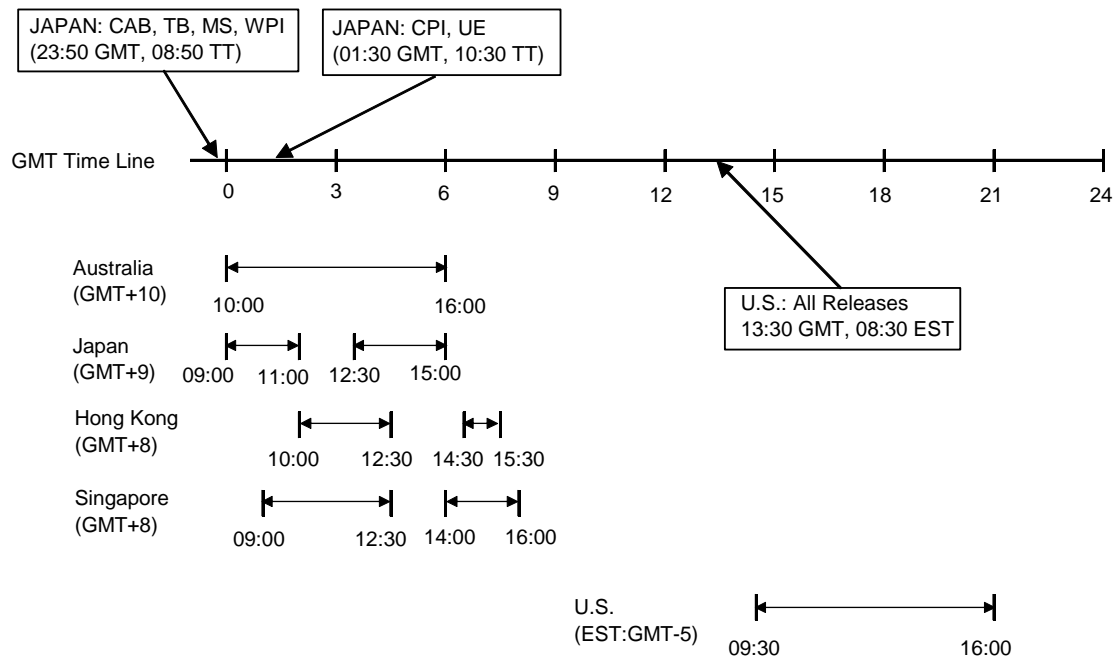 JAPAN: CAB, TB, MS, WPI
(23:50 GMT, 08:50 TT)
JAPAN: CPI, UE
(01:30 GMT, 10:30 TT)
GMT Time Line
0 3 6 9 12 15 18 21 24
Australia
(GMT+10)
10:00 16:00
U.S.: All Releases
13:30 GMT, 08:30 EST
Japan
(GMT+9)
09:00 11:00 12:30 15:00
Hong Kong
(GMT+8)
10:00 12:30 14:30 15:30
Singapore
(GMT+8)
09:00 12:30 14:00 16:00
U.S.
(EST:GMT-5)
09:30 16:00